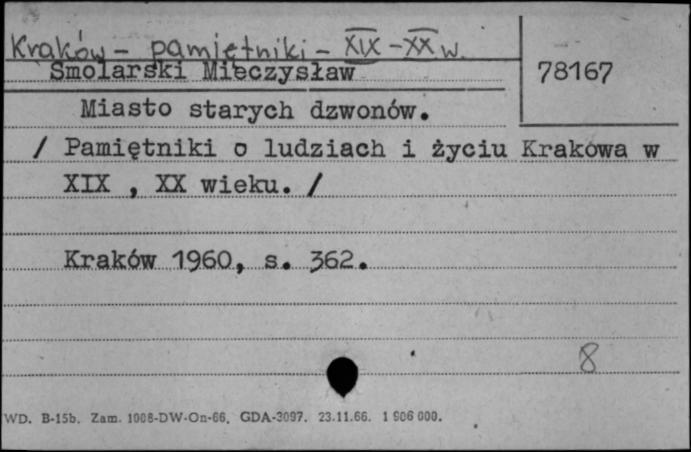 Kraków - pamiętniki - XIX - XX w.
Smolarski Mieczysław
78167
Miasto starych dzwonów.
/ Pamiętniki o ludziach i życiu Krakowa w
XIX , XX wieku. /
Kraków 1960, s. 362.
8
WD. B-15b. Zam. 1008-DW-On-66. GDA-3097. 23.11.66. 1 906 000.